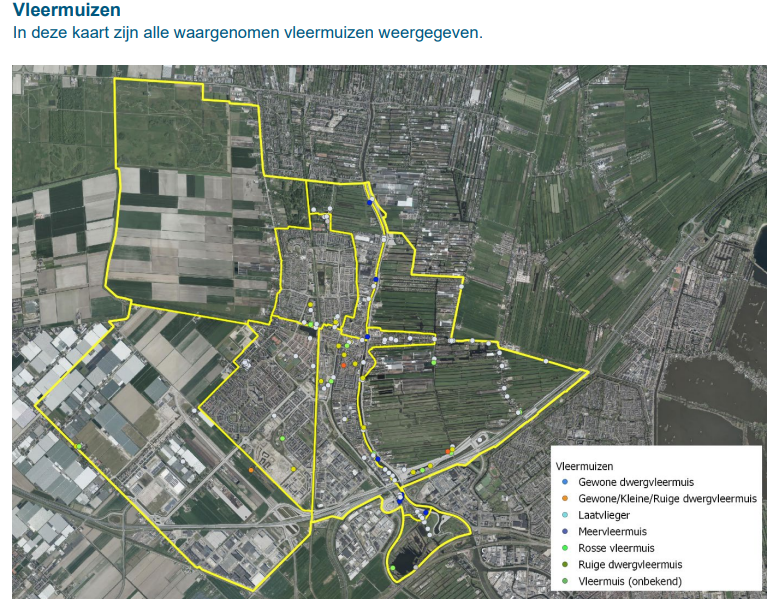 Vleermuizen
In deze kaart zijn alle waargenomen vleermuizen weergegeven.
Vleermuizen
Gewone dwergvleermuis
Gewone/Kleine/Ruige dwergvleermuis
Laatvlieger
Meervleermuis
Rosse vleermuis
Ruige dwergvleermuis
Vleermuis (onbekend)